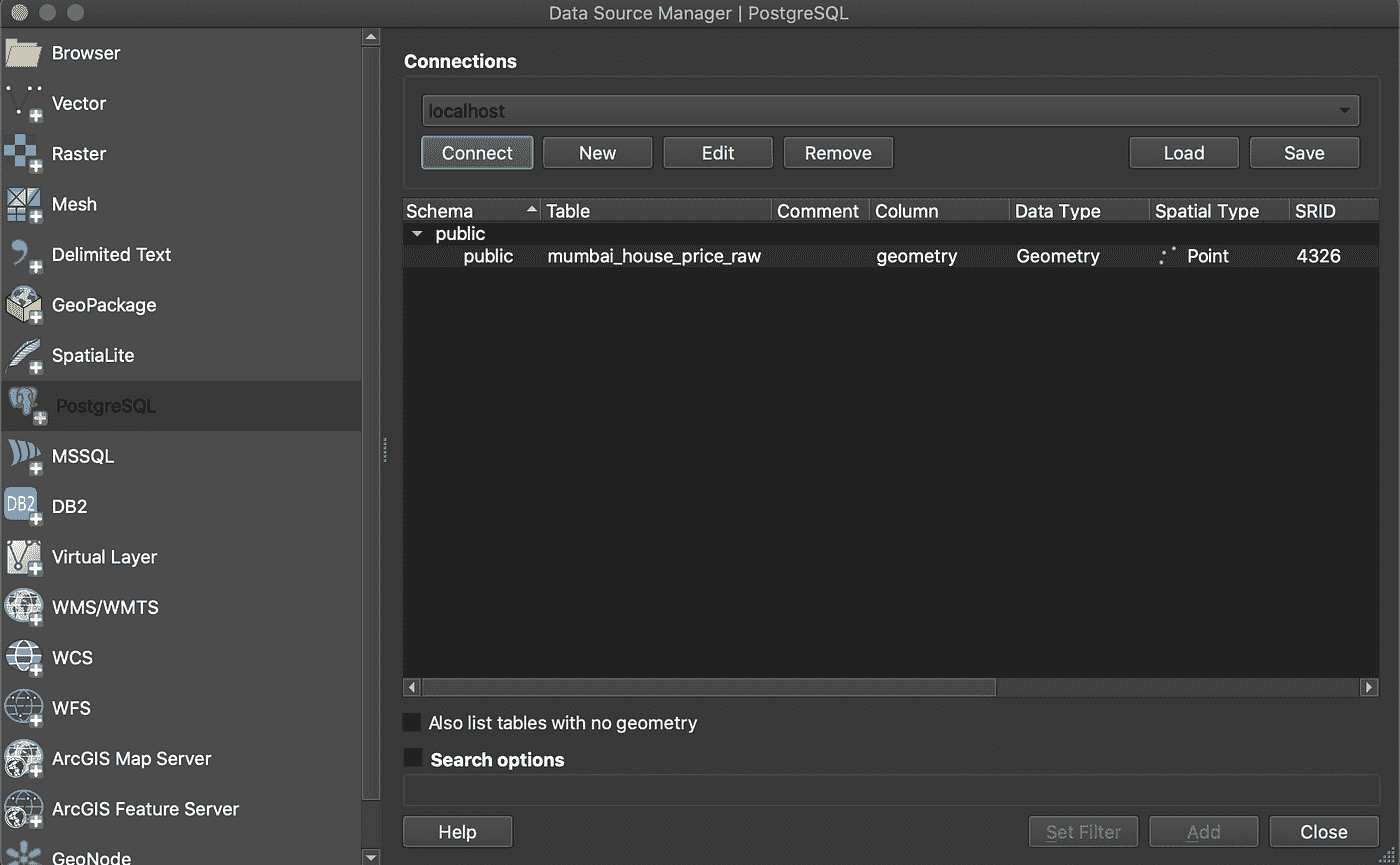 Data Source Manager | PostgreSQL
Browser
Vector
Raster
Mesh
Delimited Text
GeoPackage
SpatiaLite
PostgreSQL
MSSQL
DB2
DB2
Virtual Layer
WMS/WMTS
WCS
WFS
ArcGIS Map Server
ArcGIS Feature Server
GeoNode
Connections
localhost
Connect New Edit Remove Load Save
Schema Table Comment Column Data Type Spatial Type SRID
public
public mumbai_house_price_raw geometry Geometry Point 4326
Also list tables with no geometry
Search options
Help Set Filter Add Close